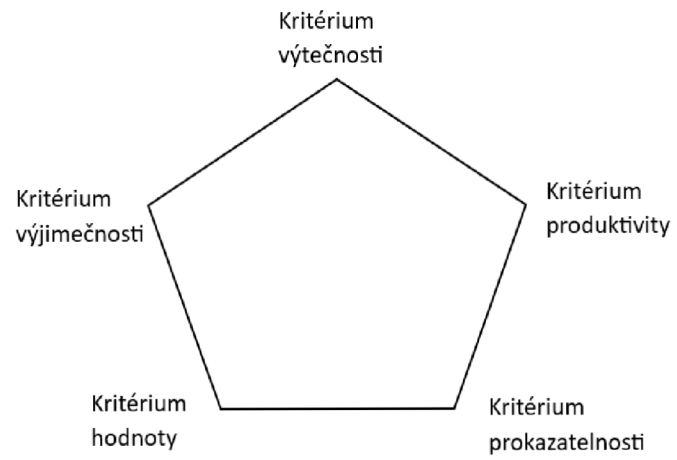 Kritérium
výtečnosti
Kritérium
výjimečnosti
Kritérium
produktivity
Kritérium
hodnoty
Kritérium
prokazatelnosti